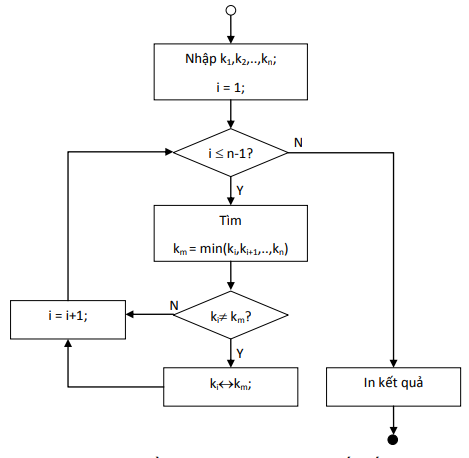 Nhập k1,k2,..,kn;
i = 1;
i ≤ n-1?
N
Y
Tìm
km = min(ki,ki+1,..,kn)
N
ki≠ km?
i = i+1;
Y
ki↔km;
In kết quả